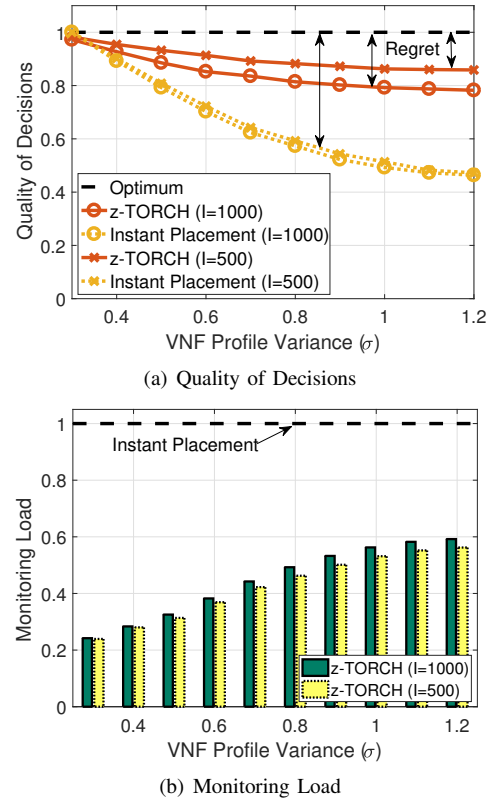 1
0.8
0.6
0.4
0.2
0
Quality of Decisions
Regret
Optimum
z-TORCH (I=1000)
Instant Placement (I=1000)
z-TORCH (I=500)
Instant Placement (I=500)
0.4 0.6 0.8 1 1.2
VNF Profile Variance (σ)
(a) Quality of Decisions
1
0.8
0.6
0.4
0.2
0
Monitoring Load
Instant Placement
z-TORCH (I=1000)
z-TORCH (I=500)
0.4 0.6 0.8 1 1.2
VNF Profile Variance (σ)
(b) Monitoring Load